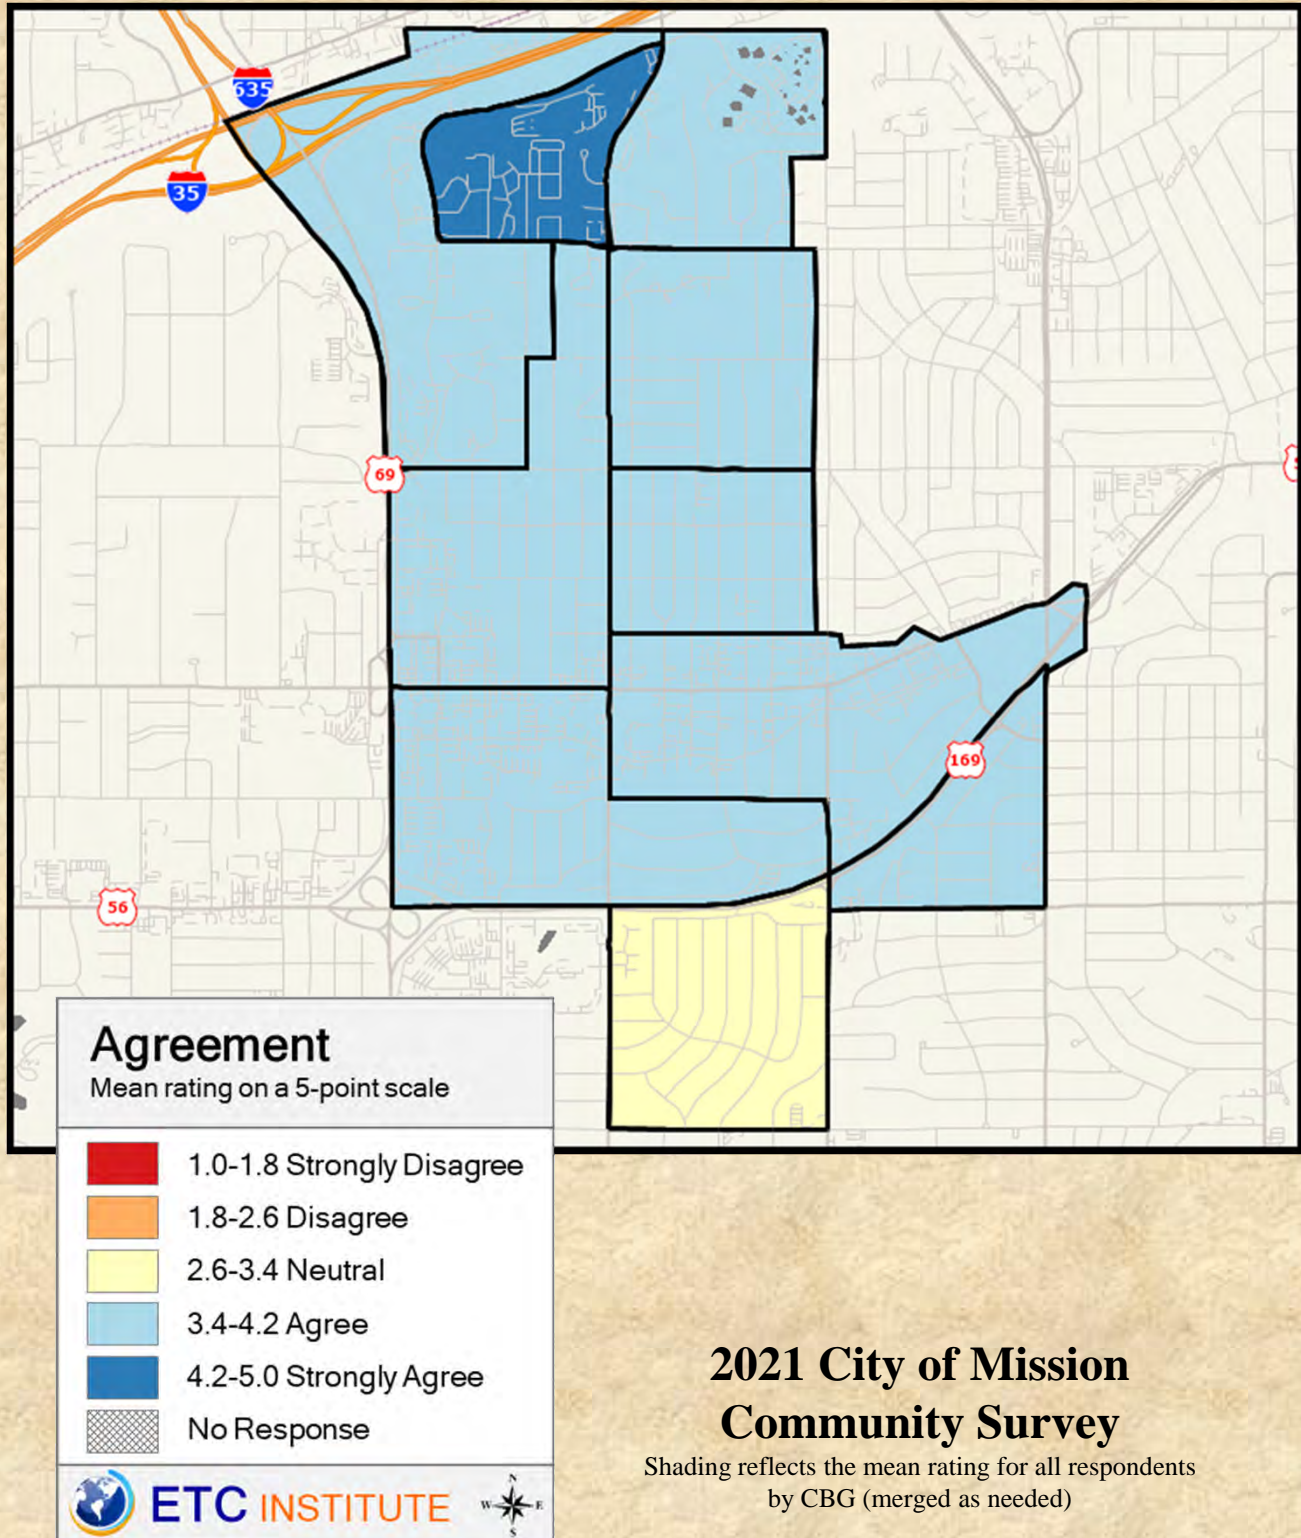 635
35
69
169
56
Agreement
Mean rating on a 5-point scale
1.0-1.8 Strongly Disagree
1.8-2.6 Disagree
2.6-3.4 Neutral
3.4-4.2 Agree
4.2-5.0 Strongly Agree
No Response
ETC INSTITUTE
N
W E
S
2021 City of Mission
Community Survey
Shading reflects the mean rating for all respondents
by CBG (merged as needed)